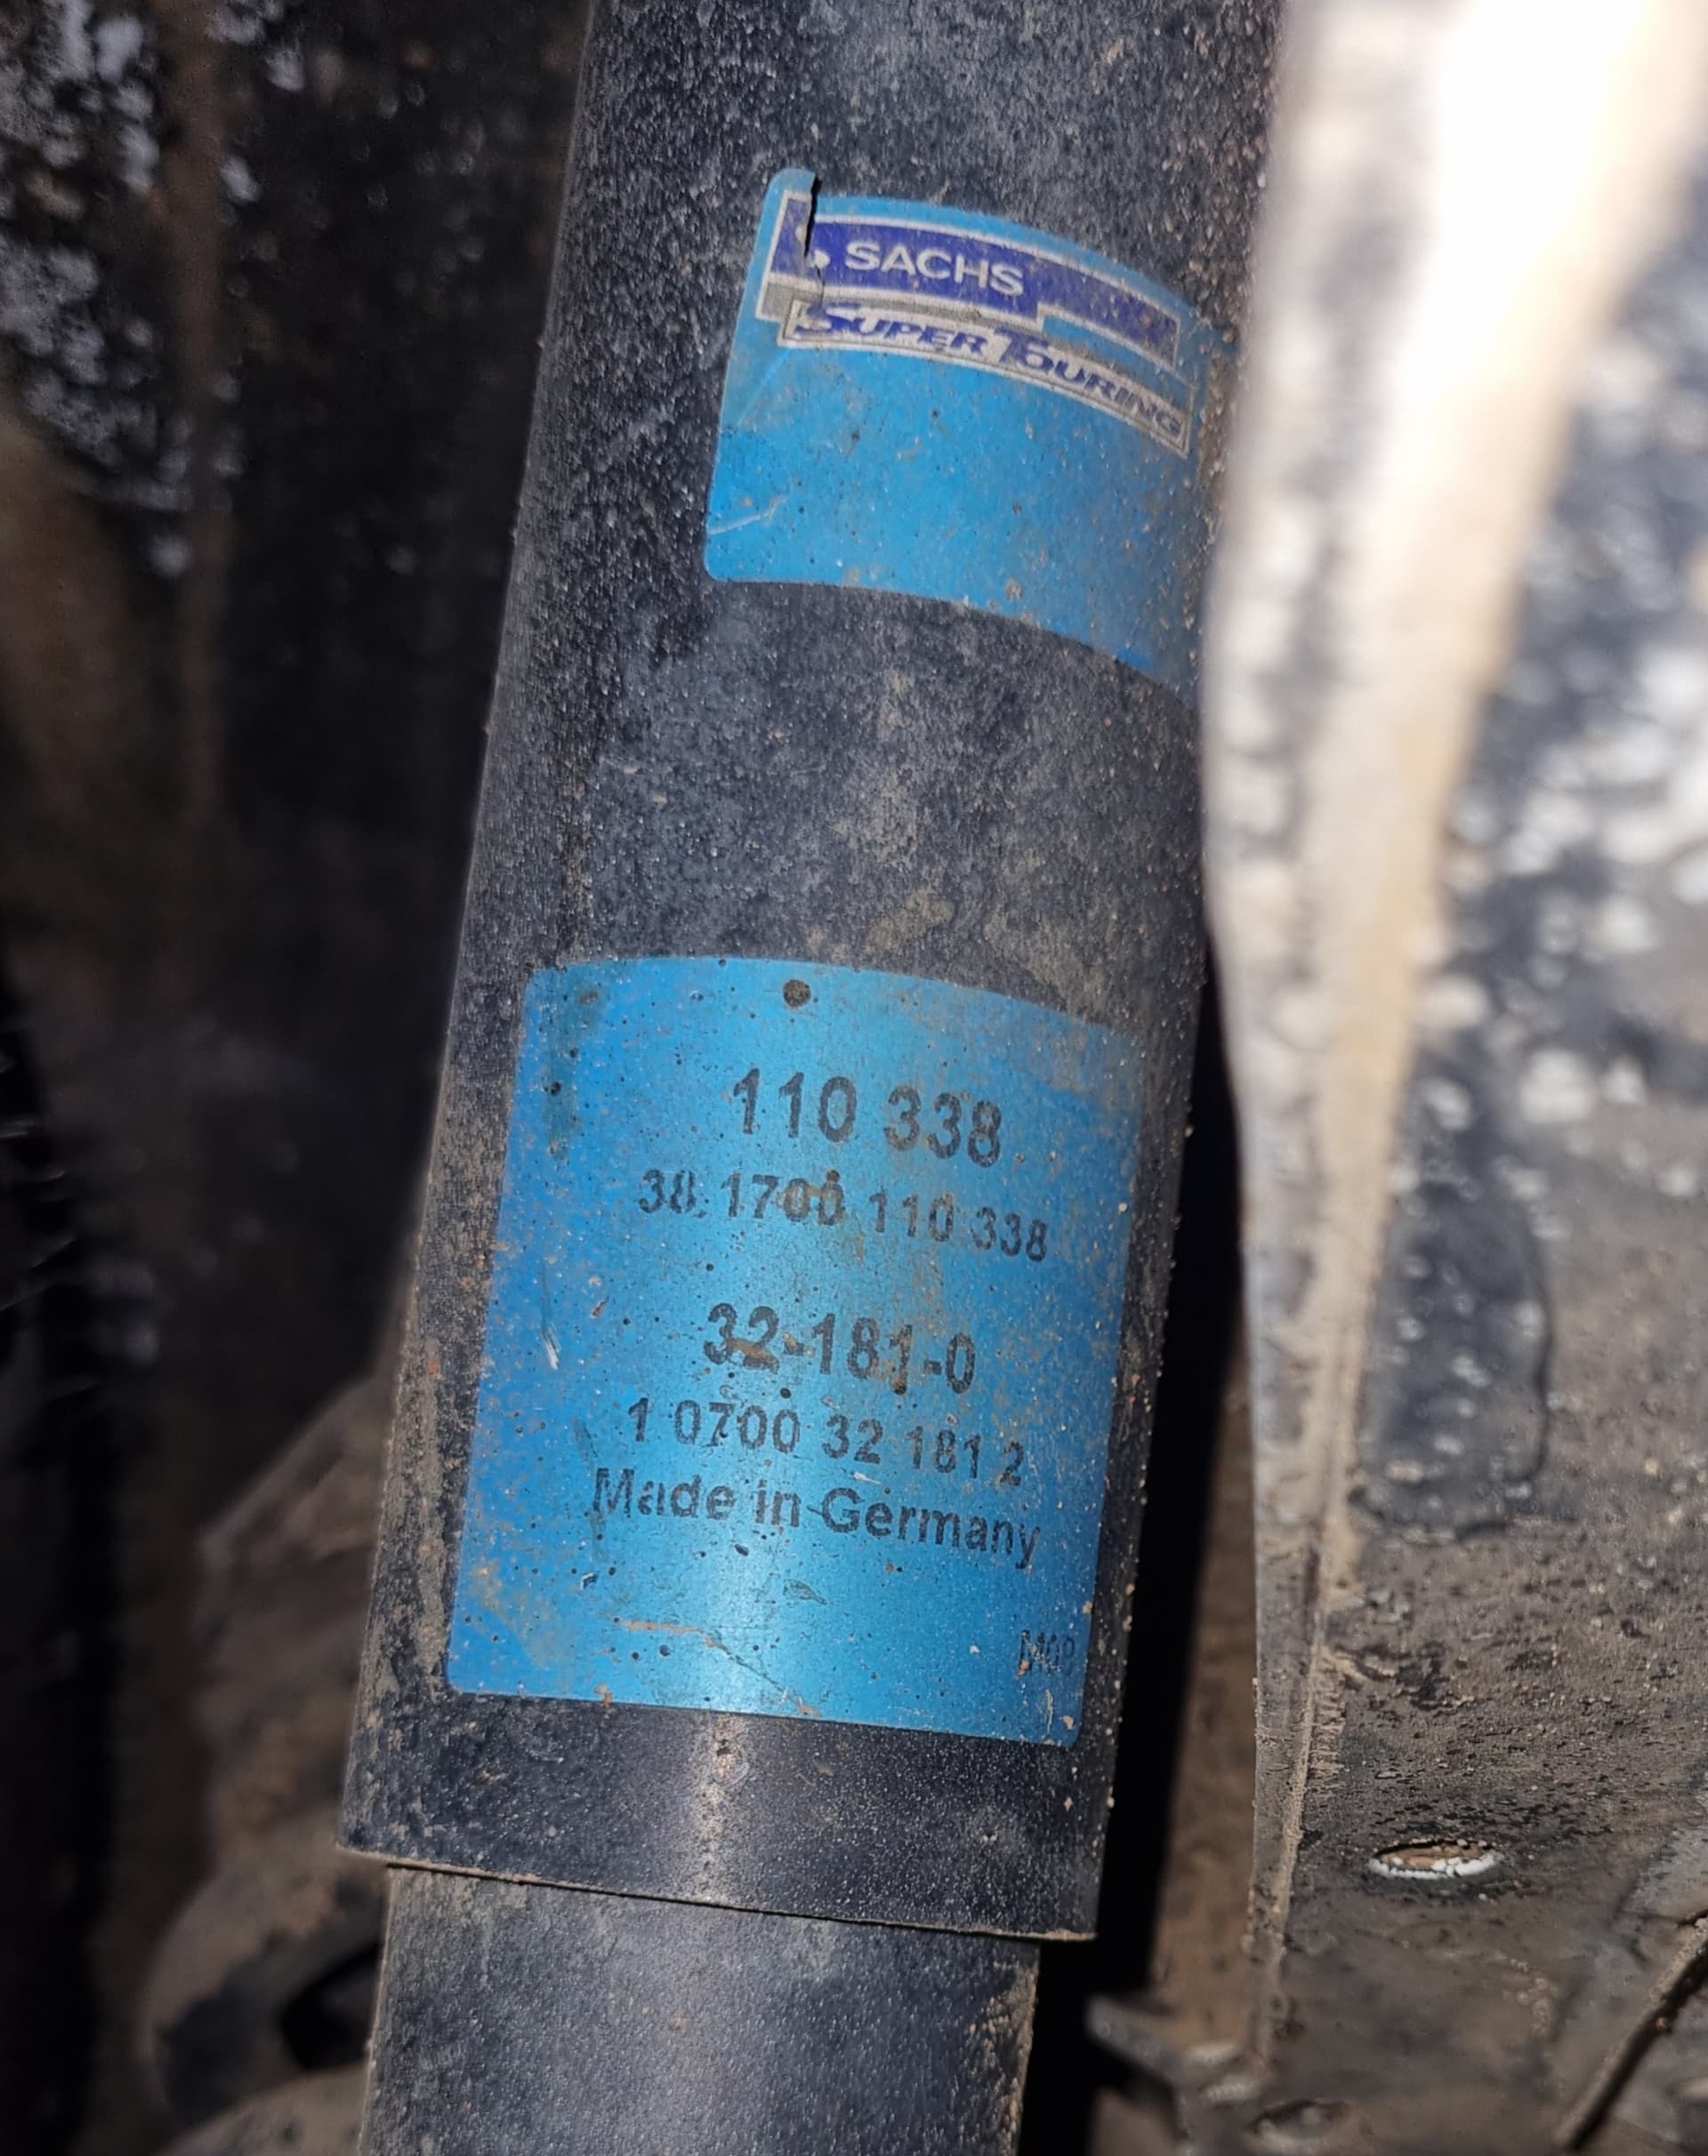 SACHS
SUPER TOURING
110 338
38 1700 110 338
32-181-0
1 0700 32 181 2
Made in Germany
M08